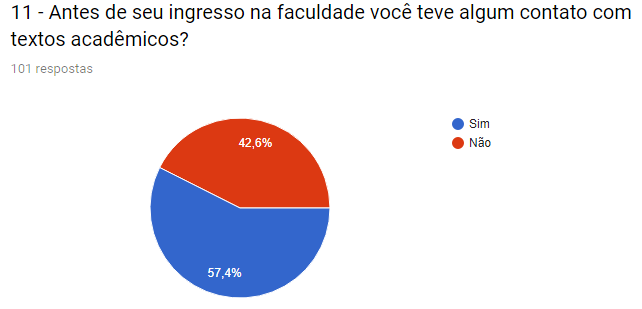 11 - Antes de seu ingresso na faculdade você teve algum contato com
textos acadêmicos?
101 respostas
Sim
Não
42,6%
57,4%